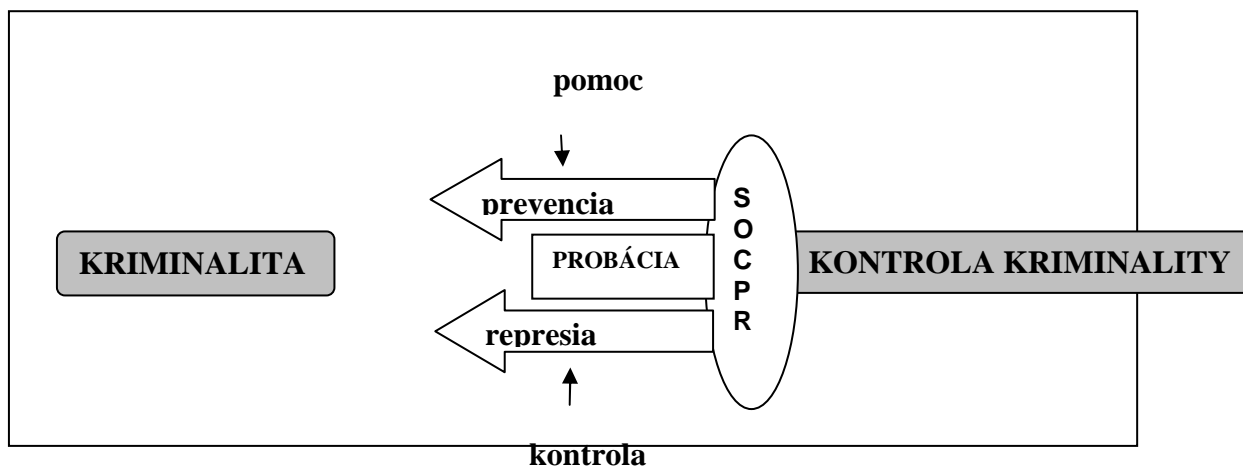 pomoc
prevencia
KRIMINALITA
PROBÁCIA
S
O
C
P
R
KONTROLA KRIMINALITY
represia
kontrola